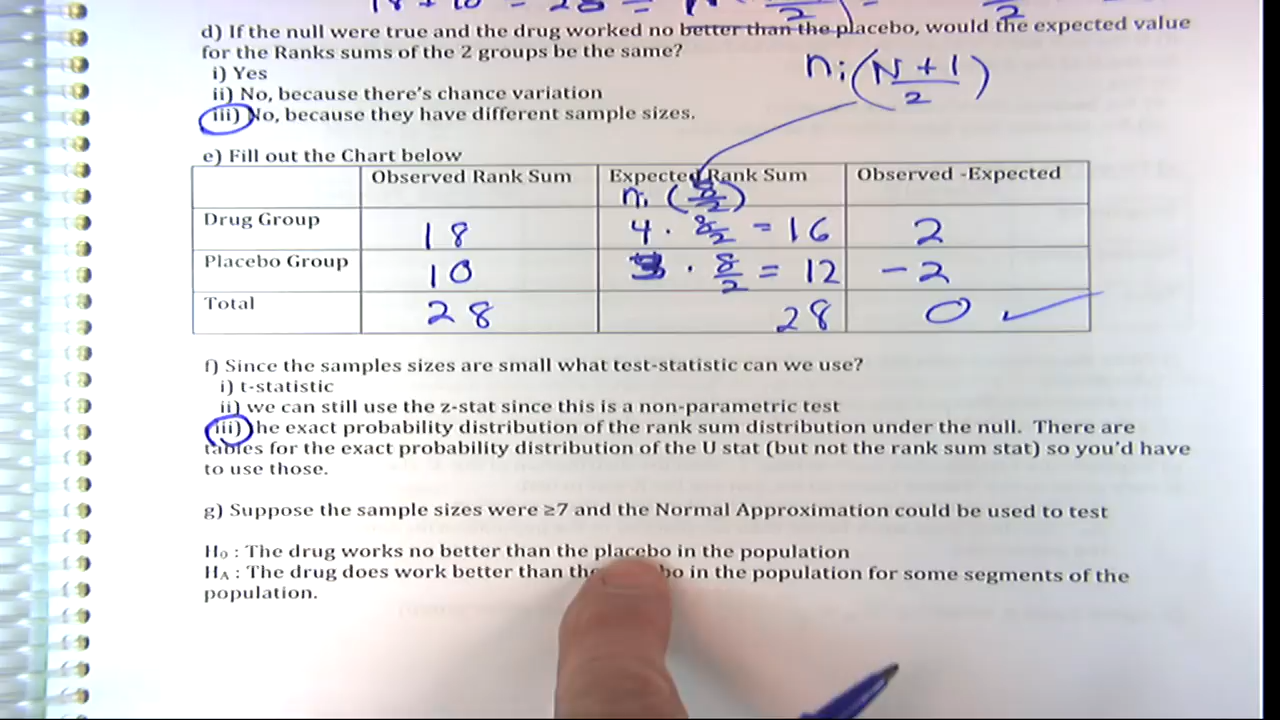 18 + 10 = 28 =
2
2
d) If the null were true and the drug worked no better than the placebo, would the expected value
for the Ranks sums of the 2 groups be the same?
i) Yes
ii) No, because there's chance variation
iii) No, because they have different sample sizes.
ni (N + 1 / 2)
e) Fill out the Chart below
Observed Rank Sum Expected Rank Sum Observed -Expected
ni (8/2)
Drug Group 18 4 · 8/2 = 16 2
Placebo Group 10 3 · 8/2 = 12 -2
Total 28 28 0 ✓
f) Since the samples sizes are small what test-statistic can we use?
i) t-statistic
ii) we can still use the z-stat since this is a non-parametric test
iii) he exact probability distribution of the rank sum distribution under the null. There are
tables for the exact probability distribution of the U stat (but not the rank sum stat) so you'd have
to use those.
g) Suppose the sample sizes were ≥7 and the Normal Approximation could be used to test
H₀ : The drug works no better than the placebo in the population
Hᴀ : The drug does work better than the bo in the population for some segments of the
population.